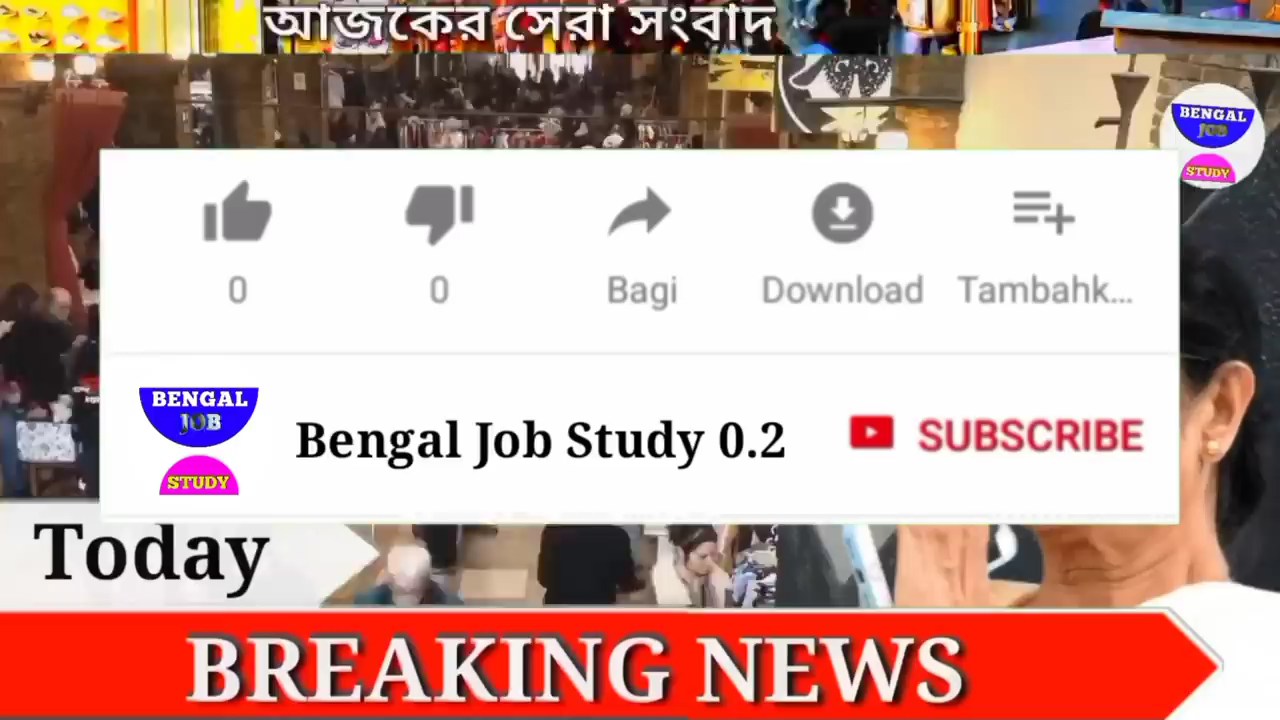 আজকের সেরা সংবাদ
BENGAL
JOB
STUDY
0
0
Bagi
Download
Tambahk...
BENGAL
JOB
STUDY
Bengal Job Study 0.2
SUBSCRIBE
Today
BREAKING NEWS